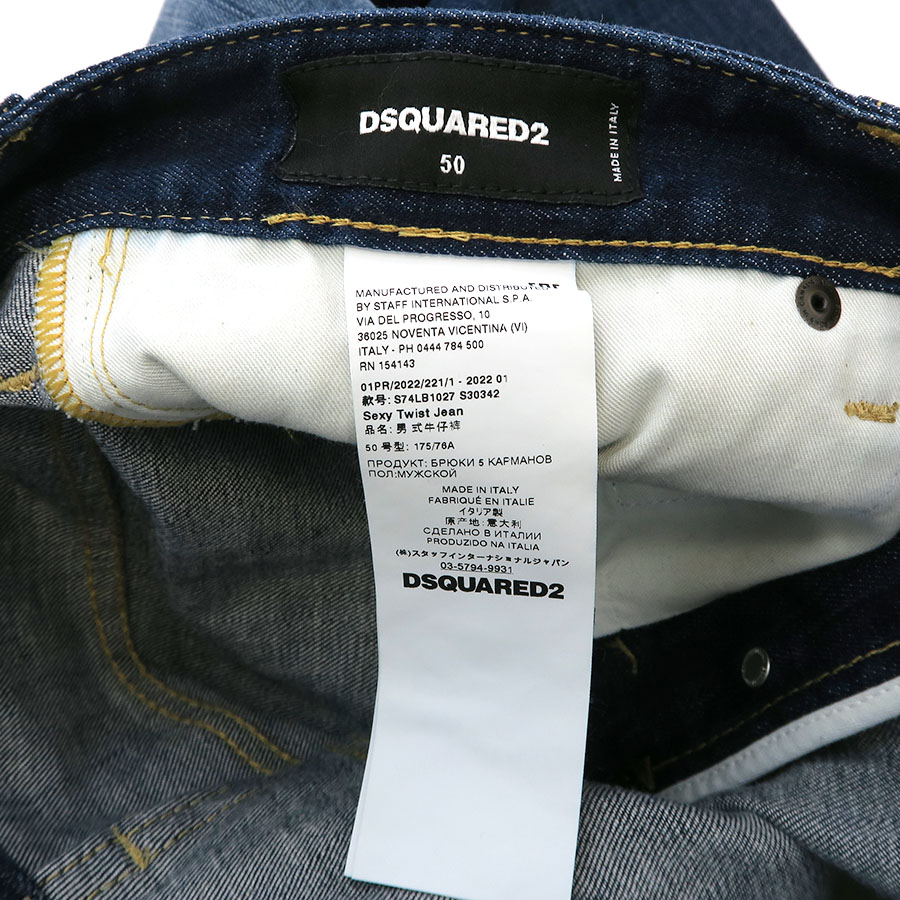 DSQUARED2
50
MADE IN ITALY
MANUFACTURED AND DISTRIBUTED
BY STAFF INTERNATIONAL S.P.A.
VIA DEL PROGRESSO, 10
36025 NOVENTA VICENTINA (VI)
ITALY - PH 0444 784 500
RN 154143
01PR/2022/221/1 - 2022 01
款号: S74LB1027 S30342
Sexy Twist Jean
品名: 男式牛仔裤
50 号型: 175/76A
ПРОДУКТ: БРЮКИ 5 КАРМАНОВ
ПОЛ:МУЖСКОЙ
MADE IN ITALY
FABRIQUÉ EN ITALIE
イタリア製
原产地:意大利
СДЕЛАНО В ИТАЛИИ
PRODUZIDO NA ITALIA
(株)スタッフインターナショナルジャパン
03-5794-9931
DSQUARED2